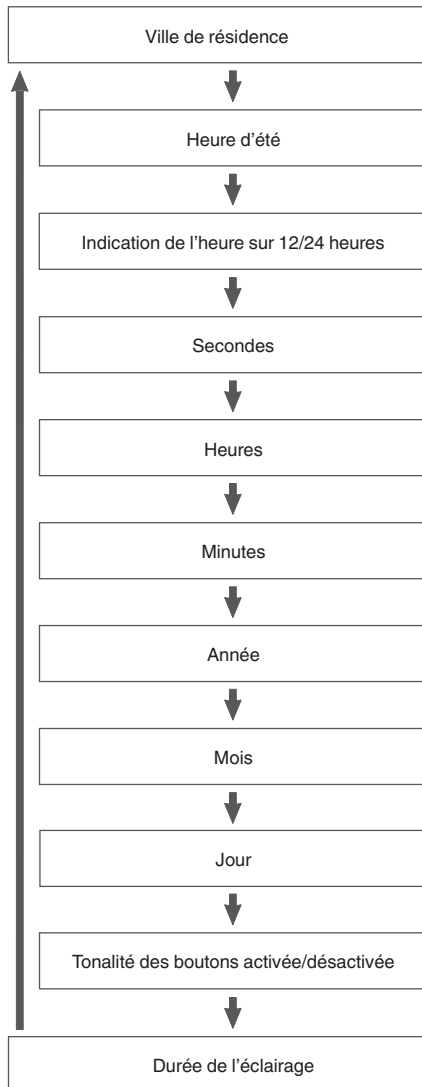 Ville de résidence
Heure d’été
Indication de l’heure sur 12/24 heures
Secondes
Heures
Minutes
Année
Mois
Jour
Tonalité des boutons activée/désactivée
Durée de l’éclairage